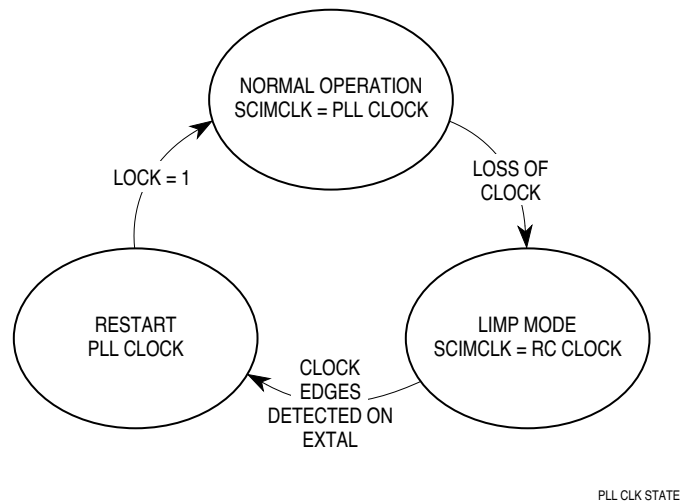 NORMAL OPERATION
SCIMCLK = PLL CLOCK
LOCK = 1
LOSS OF
CLOCK
RESTART
PLL CLOCK
LIMP MODE
SCIMCLK = RC CLOCK
CLOCK
EDGES
DETECTED ON
EXTAL
PLL CLK STATE